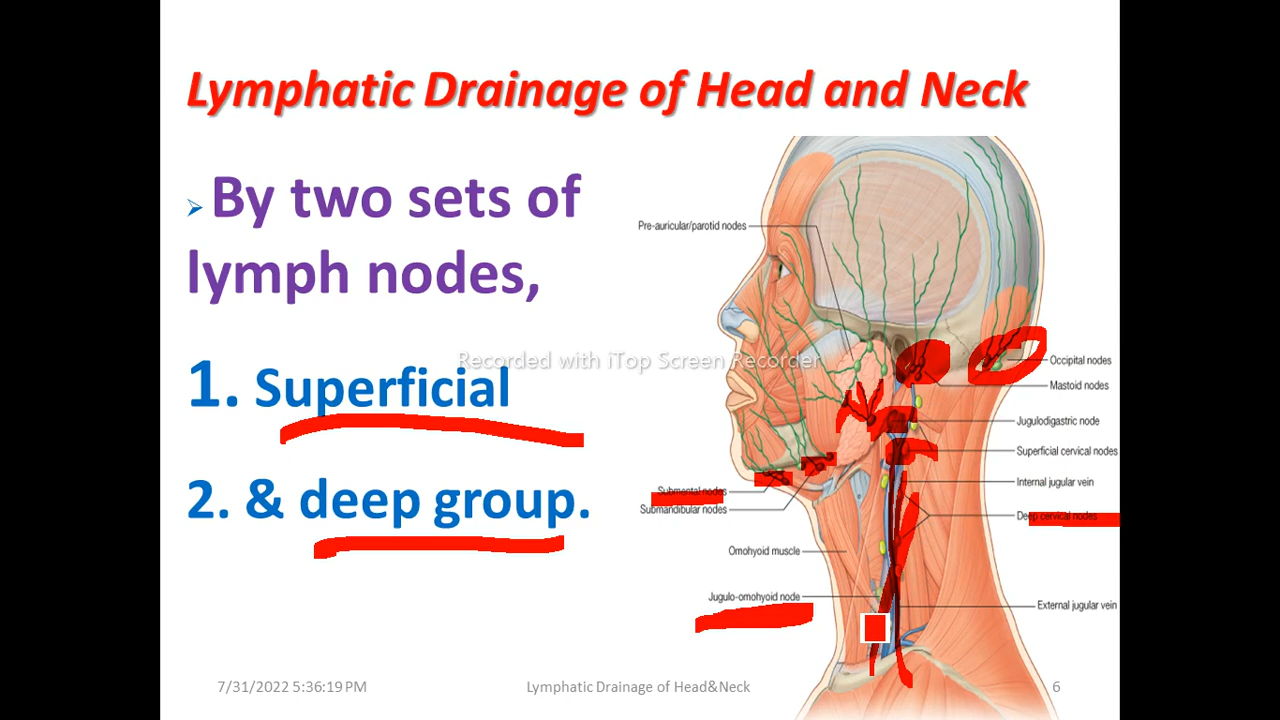 Lymphatic Drainage of Head and Neck
➢ By two sets of
lymph nodes,
1. Superficial
2. & deep group.
Pre-auricular/parotid nodes
Recorded with iTop Screen Recorder
Occipital nodes
Mastoid nodes
Jugulodigastric node
Superficial cervical nodes
Internal jugular vein
Submental nodes
Submandibular nodes
Deep cervical nodes
Omohyoid muscle
Jugulo-omohyoid node
External jugular vein
7/31/2022 5:36:19 PM
Lymphatic Drainage of Head&Neck
6